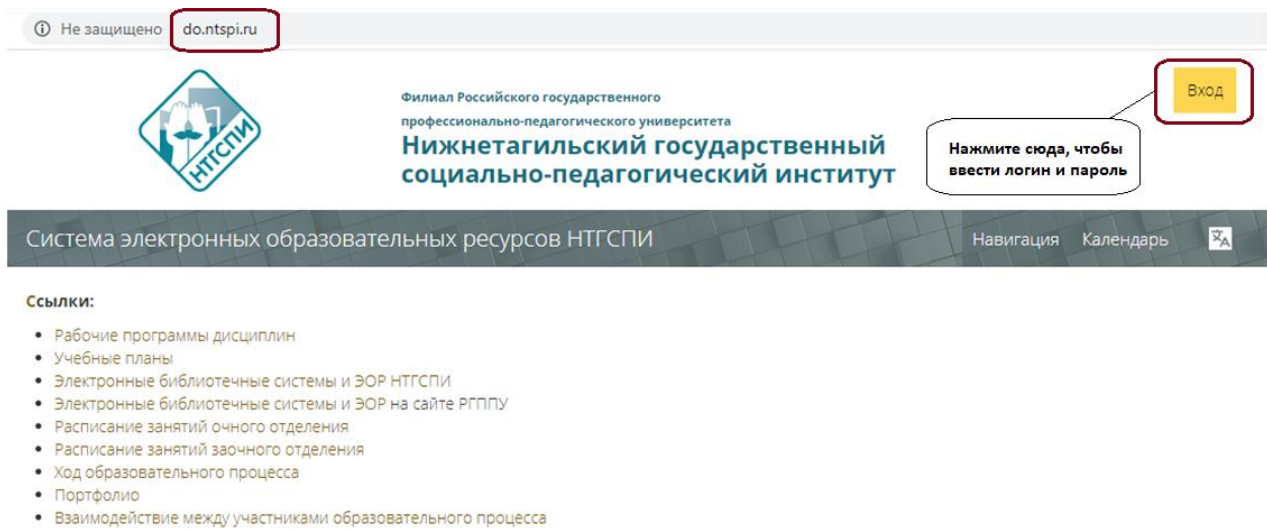 Не защищено do.ntspi.ru
НТГСПИ
Филиал Российского государственного
профессионально-педагогического университета
Нижнетагильский государственный
социально-педагогический институт
Вход
Нажмите сюда, чтобы
ввести логин и пароль
Система электронных образовательных ресурсов НТГСПИ
Навигация Календарь
Ссылки:
Рабочие программы дисциплин
Учебные планы
Электронные библиотечные системы и ЭОР НТГСПИ
Электронные библиотечные системы и ЭОР на сайте РГППУ
Расписание занятий очного отделения
Расписание занятий заочного отделения
Ход образовательного процесса
Портфолио
Взаимодействие между участниками образовательного процесса